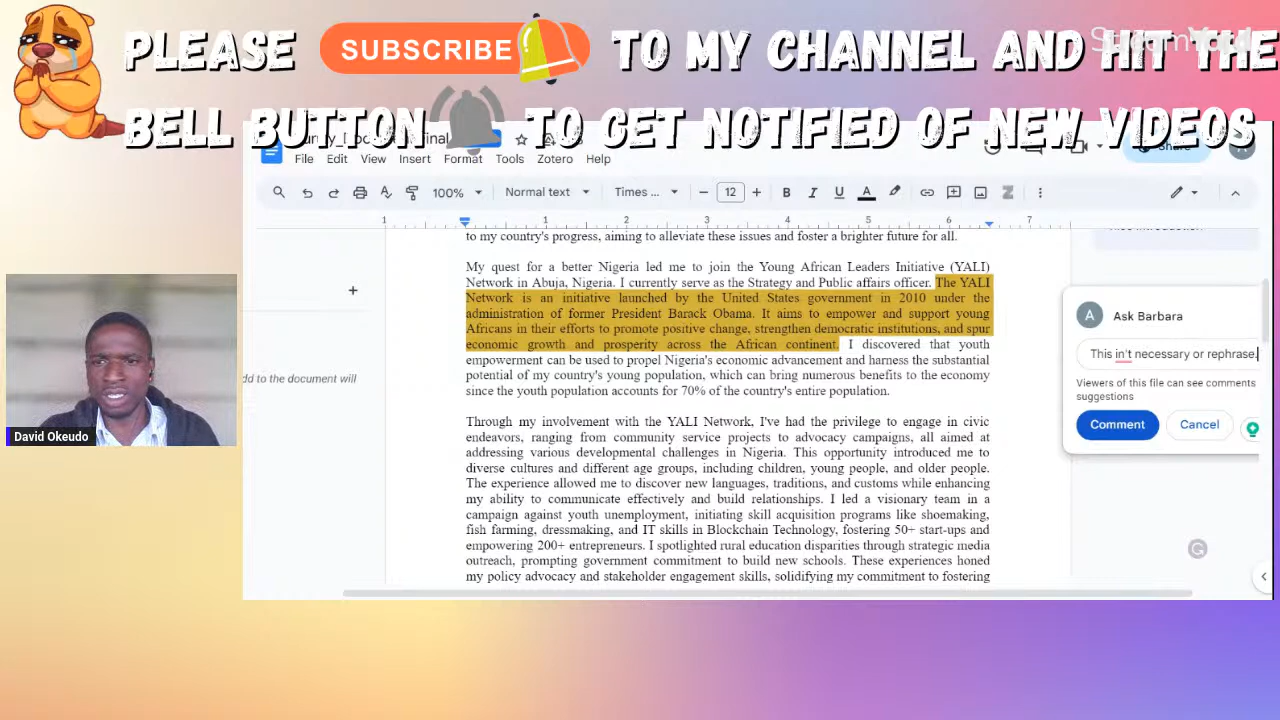 PLEASE SUBSCRIBE TO MY CHANNEL AND HIT THE
BELL BUTTON TO GET NOTIFIED OF NEW VIDEOS
StreamYard
Final
Share
File Edit View Insert Format Tools Zotero Help
100% Normal text Times ... 12 B I U A
1 1 2 3 4 5 6 7
to my country's progress, aiming to alleviate these issues and foster a brighter future for all.
My quest for a better Nigeria led me to join the Young African Leaders Initiative (YALI)
Network in Abuja, Nigeria. I currently serve as the Strategy and Public affairs officer. The YALI
Network is an initiative launched by the United States government in 2010 under the
administration of former President Barack Obama. It aims to empower and support young
Africans in their efforts to promote positive change, strengthen democratic institutions, and spur
economic growth and prosperity across the African continent. I discovered that youth
empowerment can be used to propel Nigeria's economic advancement and harness the substantial
potential of my country's young population, which can bring numerous benefits to the economy
since the youth population accounts for 70% of the country's entire population.
Through my involvement with the YALI Network, I've had the privilege to engage in civic
endeavors, ranging from community service projects to advocacy campaigns, all aimed at
addressing various developmental challenges in Nigeria. This opportunity introduced me to
diverse cultures and different age groups, including children, young people, and older people.
The experience allowed me to discover new languages, traditions, and customs while enhancing
my ability to communicate effectively and build relationships. I led a visionary team in a
campaign against youth unemployment, initiating skill acquisition programs like shoemaking,
fish farming, dressmaking, and IT skills in Blockchain Technology, fostering 50+ start-ups and
empowering 200+ entrepreneurs. I spotlighted rural education disparities through strategic media
outreach, prompting government commitment to build new schools. These experiences honed
my policy advocacy and stakeholder engagement skills, solidifying my commitment to fostering
dd to the document will
A Ask Barbara
This in't necessary or rephrase.
Viewers of this file can see comments
suggestions
Comment Cancel
David Okeudo